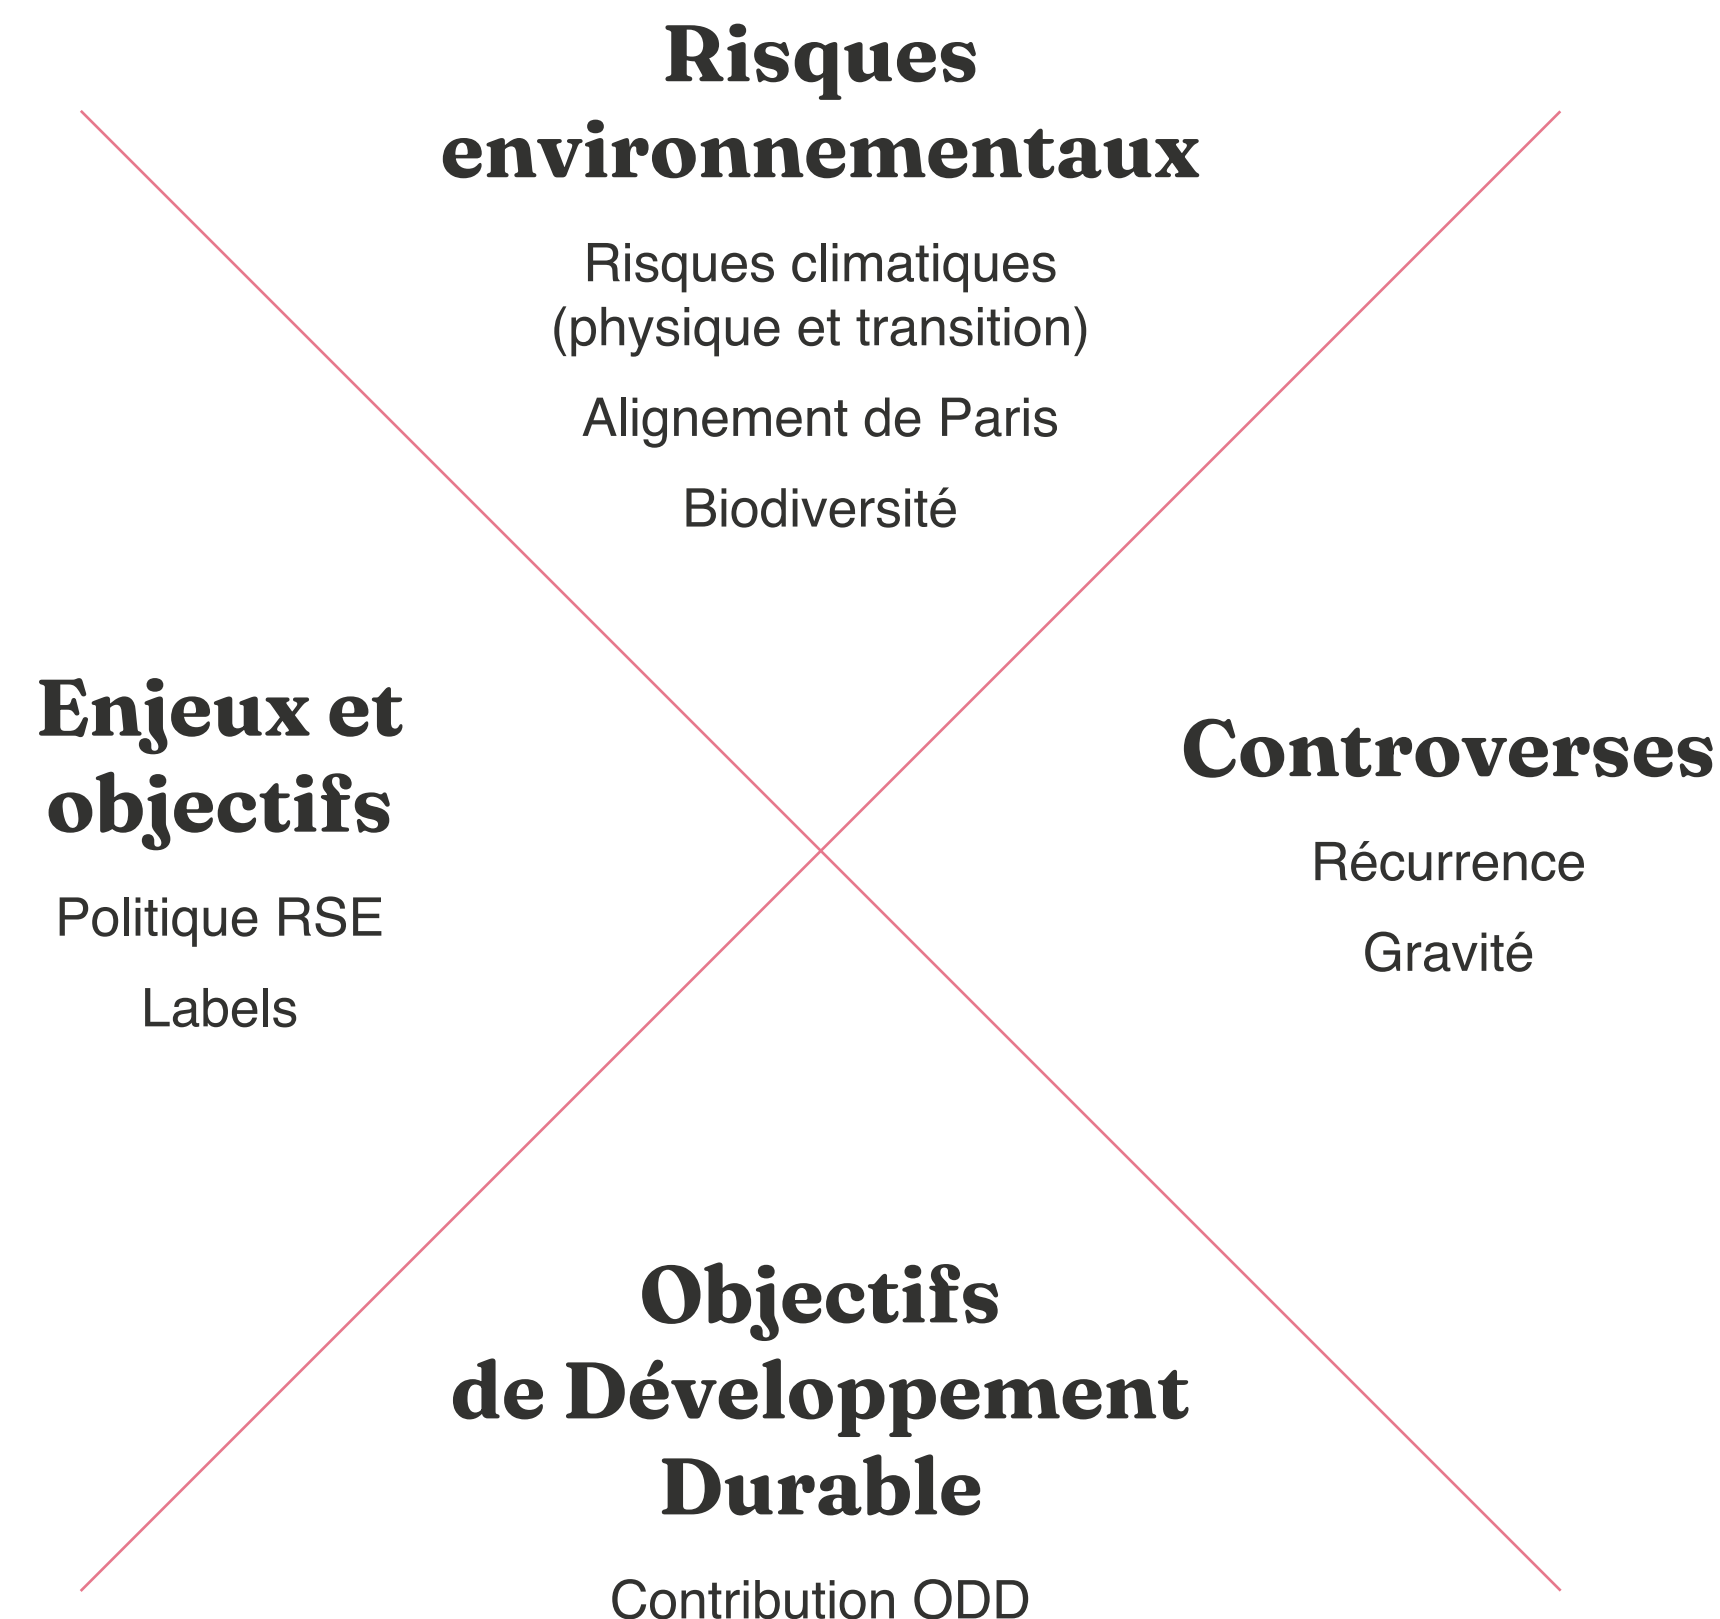 Risques
environnementaux
Risques climatiques
(physique et transition)
Alignement de Paris
Biodiversité
Enjeux et
objectifs
Politique RSE
Labels
Controverses
Récurrence
Gravité
Objectifs
de Développement
Durable
Contribution ODD